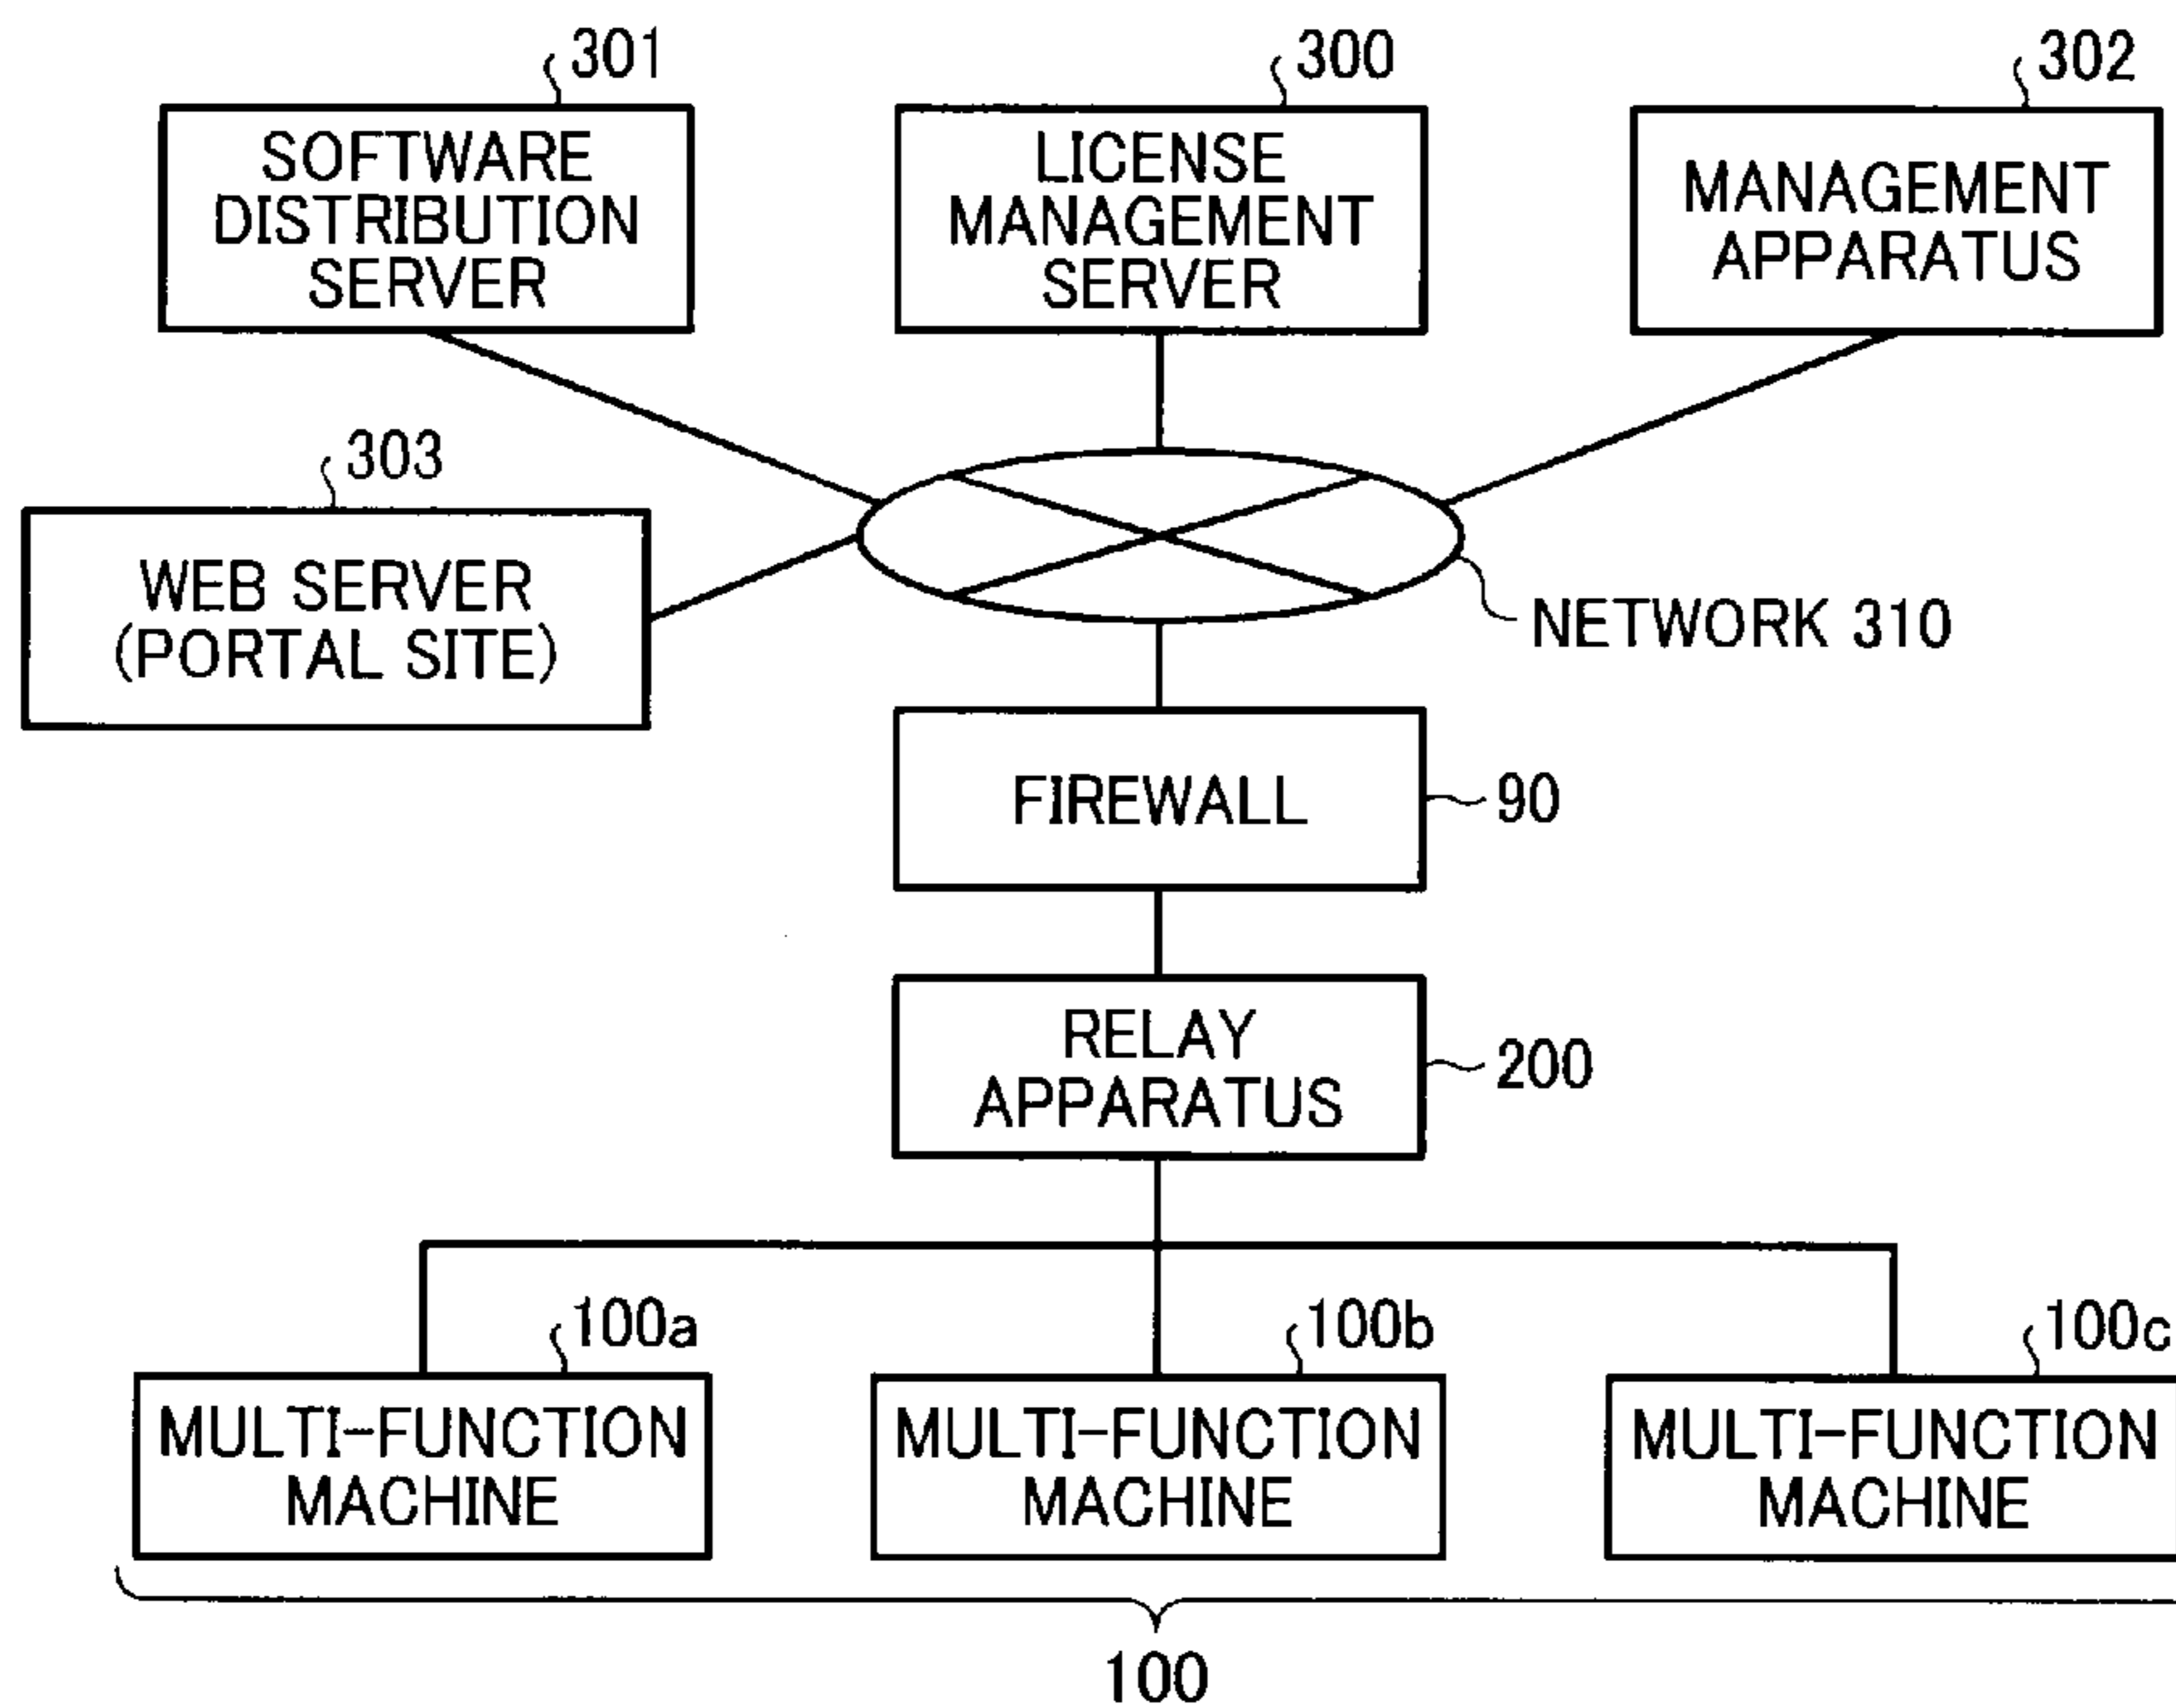 301
SOFTWARE
DISTRIBUTION
SERVER
300
LICENSE
MANAGEMENT
SERVER
302
MANAGEMENT
APPARATUS
303
WEB SERVER
(PORTAL SITE)
NETWORK 310
FIREWALL
90
RELAY
APPARATUS
200
100a
MULTI-FUNCTION
MACHINE
100b
MULTI-FUNCTION
MACHINE
100c
MULTI-FUNCTION
MACHINE
100